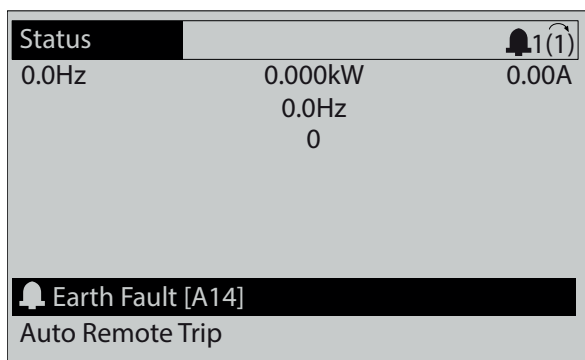 Status 1(1)
0.0Hz 0.000kW 0.00A
0.0Hz
0
Earth Fault [A14]
Auto Remote Trip